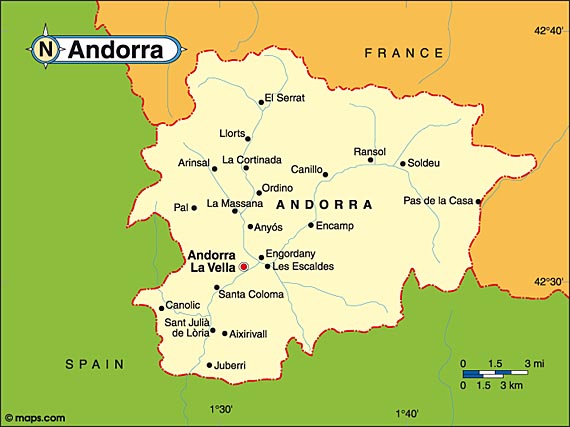 N Andorra
42°40'
FRANCE
El Serrat
Llorts
Ransol
Arinsal
La Cortinada
Canillo
Soldeu
Ordino
Pal
La Massana
ANDORRA
Pas de la Casa
Anyós
Encamp
Andorra
La Vella
Engordany
Les Escaldes
42°30'
Santa Coloma
Canolic
Sant Julià
de Lòria
Aixirivall
SPAIN
Juberri
0 1.5 3 mi
0 1.5 3 km
1°30'
1°40'
© maps.com